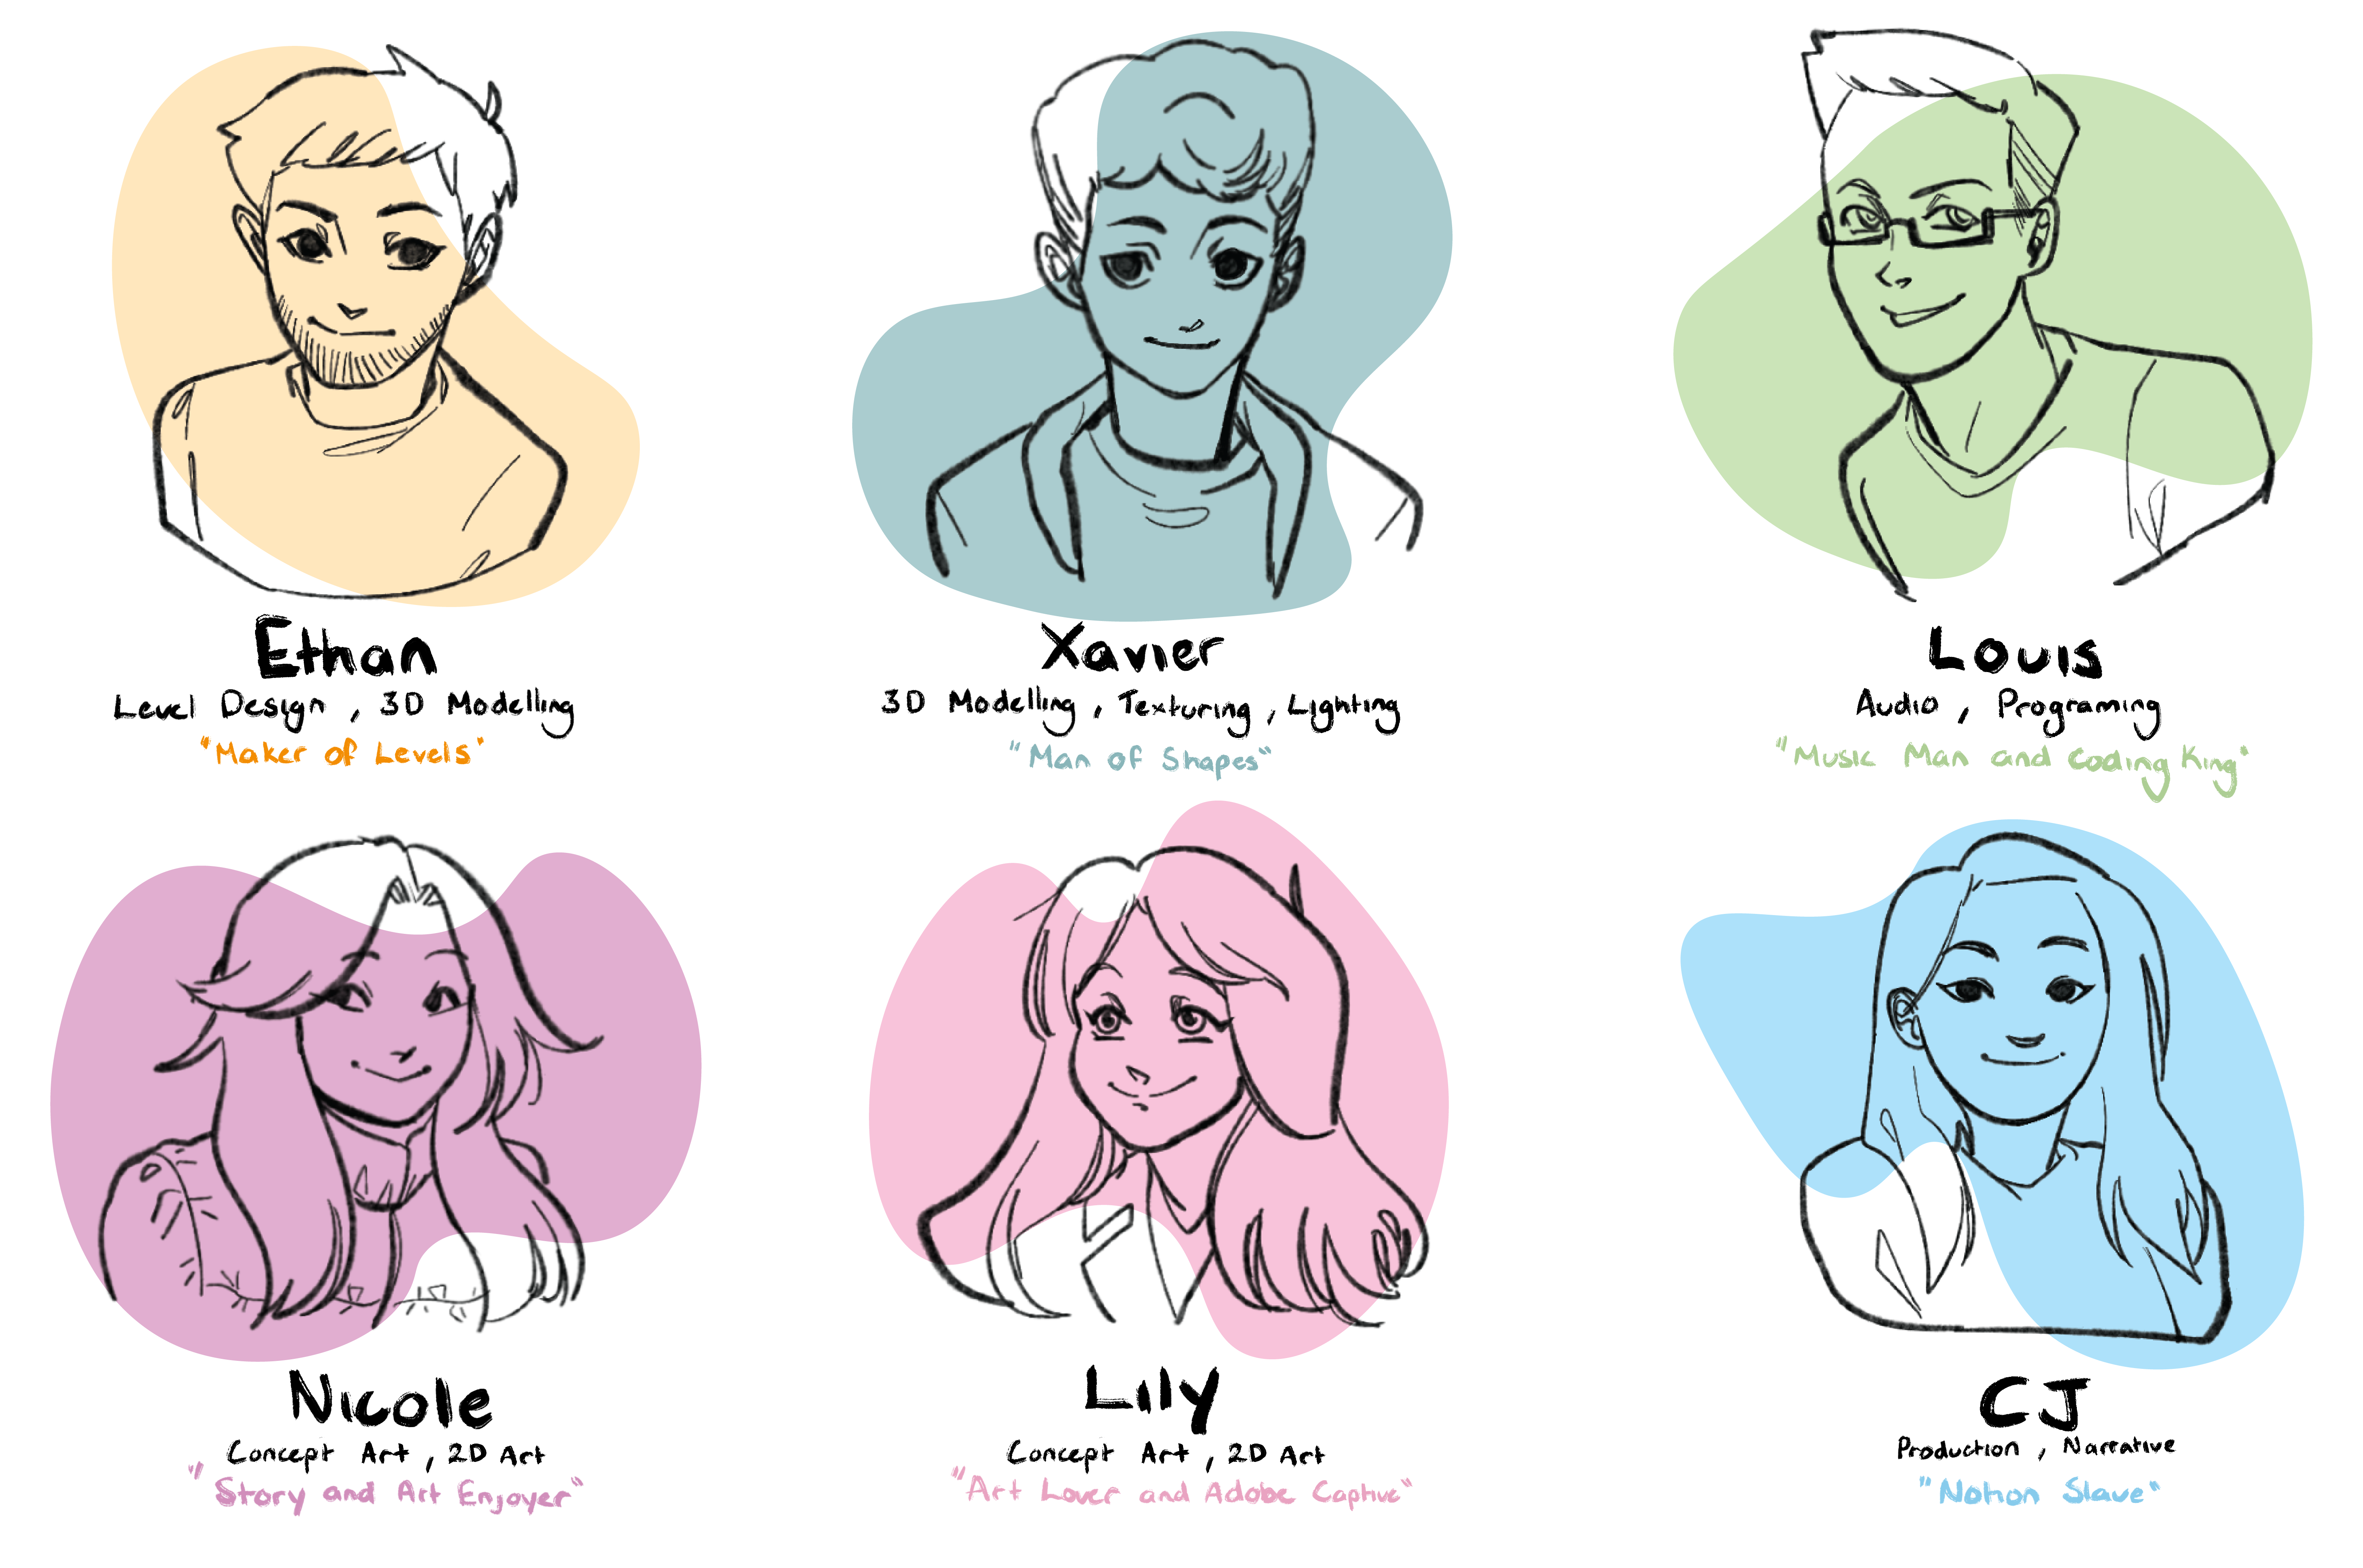 Ethan
Level Design, 3D Modelling
"Maker of Levels"
Xavier
3D Modelling, Texturing, Lighting
"Man of Shapes"
Louis
Audio, Programing
"Music Man and Coding King"
Nicole
Concept Art, 2D Art
"Story and Art Enjoyer"
Lily
Concept Art, 2D Art
"Art Lover and Adobe Captive"
CJ
Production, Narrative
"Notion Slave"